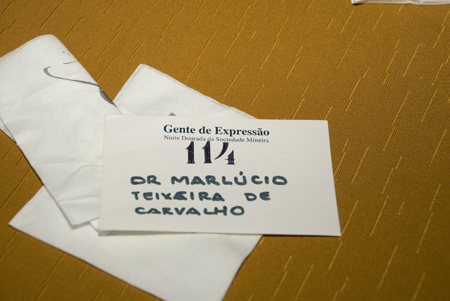 Gente de Expressão
Noite Dourada da Sociedade Mineira
114
DR MARLÚCIO
TEIXEIRA DE
CARVALHO